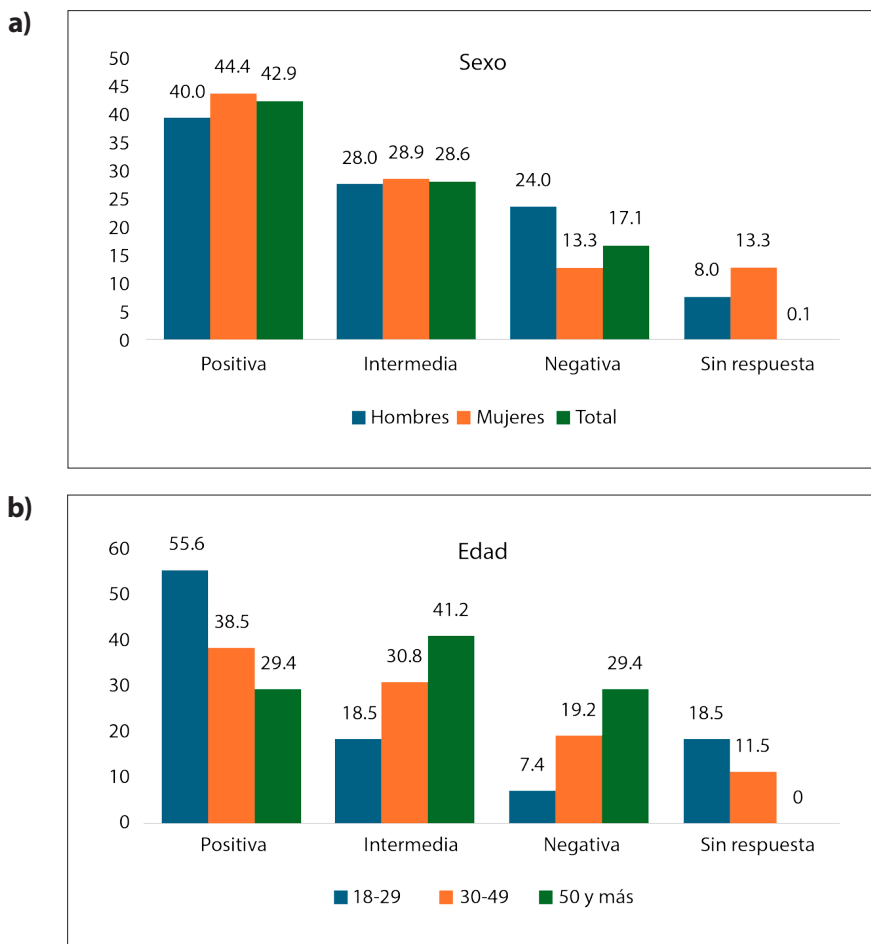 a)
Sexo
50
45
40
35
30
25
20
15
10
5
0
40.0 44.4 42.9
28.0 28.9 28.6
24.0 13.3 17.1
8.0 13.3 0.1
Positiva Intermedia Negativa Sin respuesta
Hombres Mujeres Total
b)
Edad
60
50
40
30
20
10
0
55.6 38.5 29.4
18.5 30.8 41.2
7.4 19.2 29.4
18.5 11.5 0
Positiva Intermedia Negativa Sin respuesta
18-29 30-49 50 y más